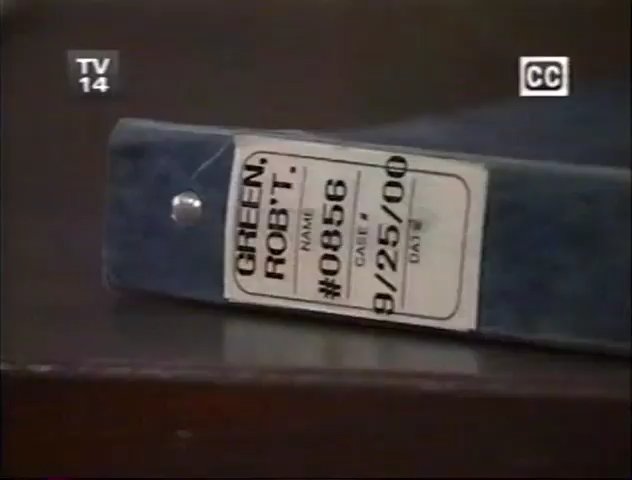 TV
14
CC
GREEN,
ROB'T.
NAME
#0856
CASE #
9/25/00
DATE